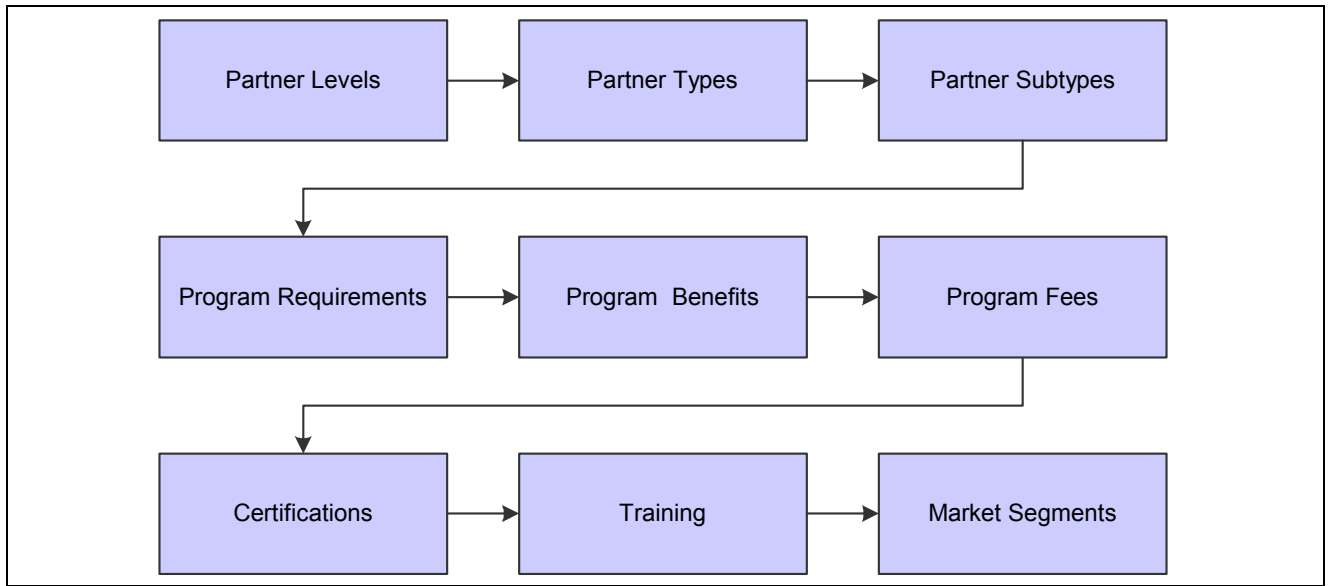 Partner Levels
Partner Types
Partner Subtypes
Program Requirements
Program  Benefits
Program Fees
Certifications
Training
Market Segments